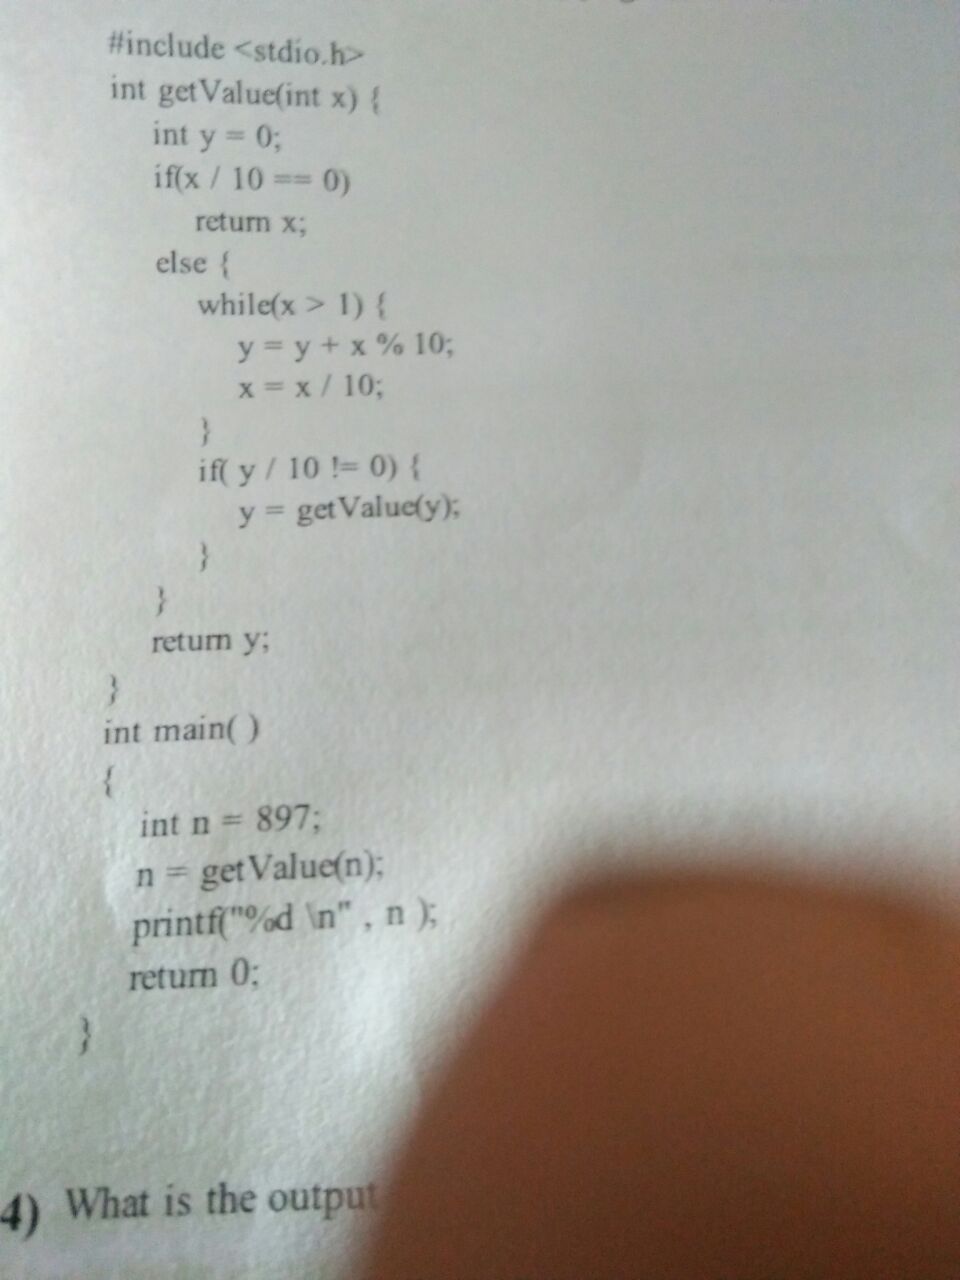 #include <stdio.h>
int getValue(int x) {
int y = 0;
if(x / 10 == 0)
return x;
else {
while(x > 1) {
y = y + x % 10;
x = x / 10;
}
if( y / 10 != 0) {
y = getValue(y);
}
}
return y;
}
int main( )
{
int n = 897;
n = getValue(n);
printf("%d \n" , n );
return 0;
}
4) What is the output